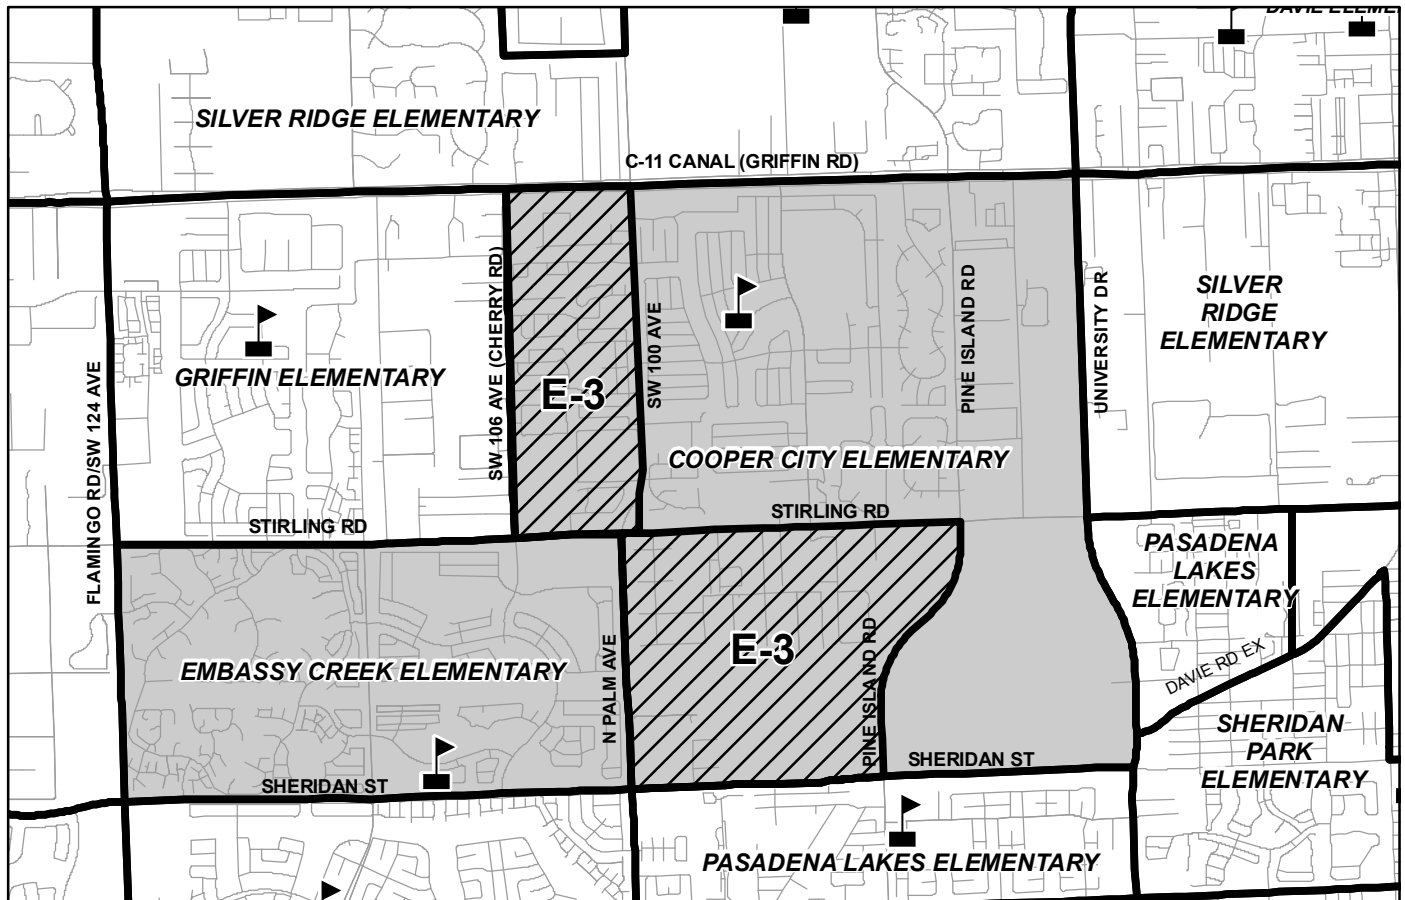 DAVIE ELEME
SILVER RIDGE ELEMENTARY
C-11 CANAL (GRIFFIN RD)
SW 106 AVE (CHERRY RD)
SW 100 AVE
PINE ISLAND RD
UNIVERSITY DR
SILVER
RIDGE
ELEMENTARY
FLAMINGO RD/SW 124 AVE
GRIFFIN ELEMENTARY
E-3
COOPER CITY ELEMENTARY
STIRLING RD
STIRLING RD
PASADENA
LAKES
ELEMENTARY
EMBASSY CREEK ELEMENTARY
N PALM AVE
E-3
PINE ISLAND RD
DAVIE RD EX
SHERIDAN
PARK
ELEMENTARY
SHERIDAN ST
SHERIDAN ST
PASADENA LAKES ELEMENTARY